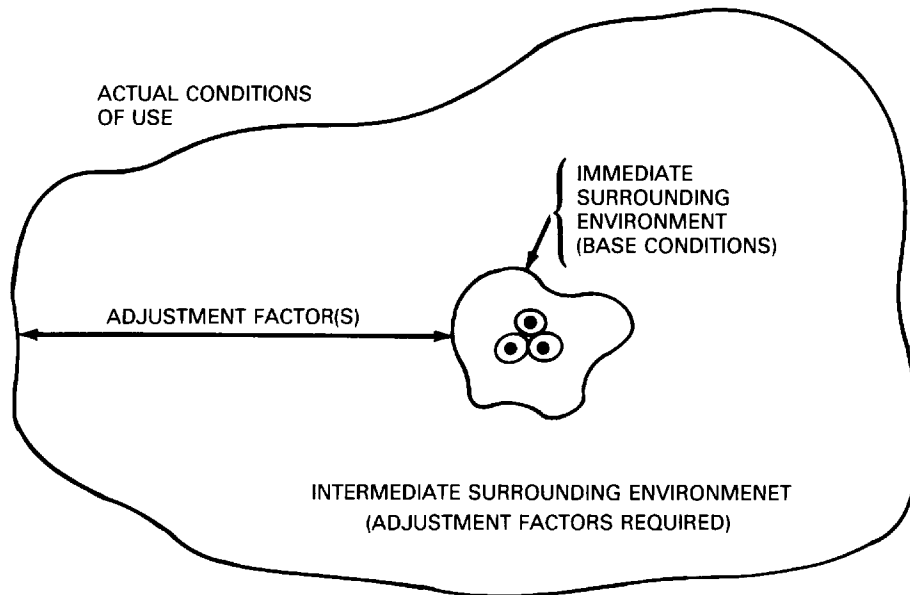 ACTUAL CONDITIONS
OF USE
IMMEDIATE
SURROUNDING
ENVIRONMENT
(BASE CONDITIONS)
ADJUSTMENT FACTOR(S)
INTERMEDIATE SURROUNDING ENVIRONMENET
(ADJUSTMENT FACTORS REQUIRED)